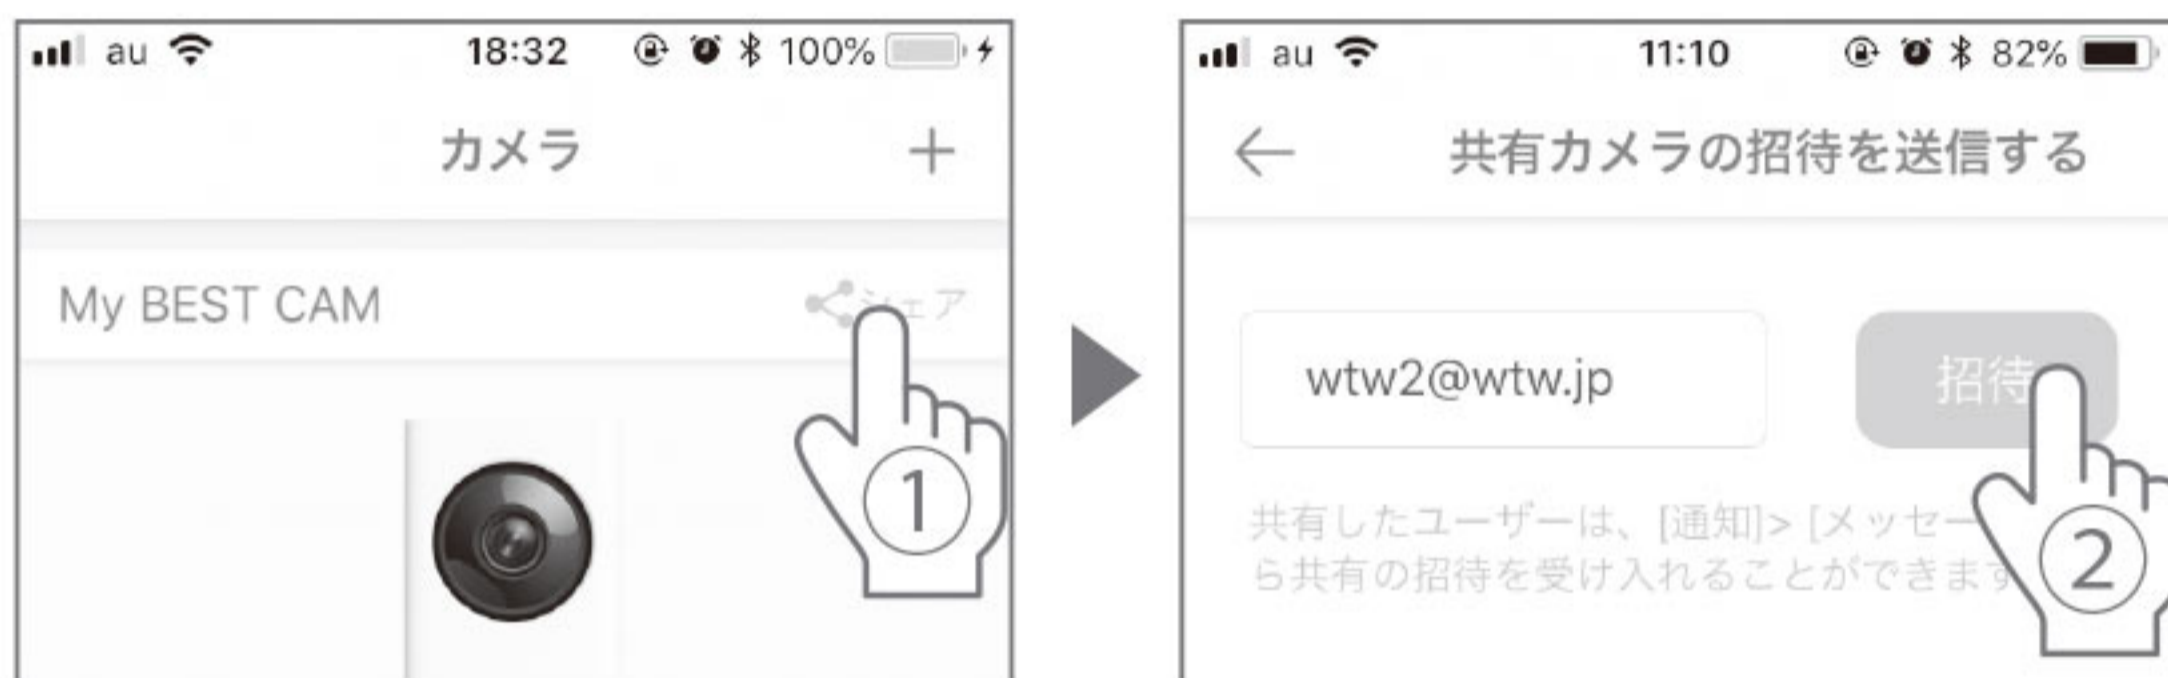 au 18:32 100%
カメラ +
My BEST CAM シェア
1
au 11:10 82%
← 共有カメラの招待を送信する
wtw2@wtw.jp 招待
共有したユーザーは、[通知]> [メッセー
ら共有の招待を受け入れることができます
2